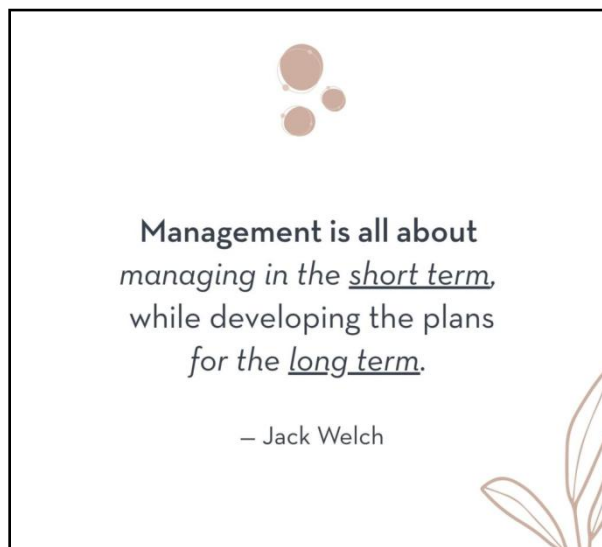 Management is all about
managing in the short term,
while developing the plans
for the long term.
— Jack Welch